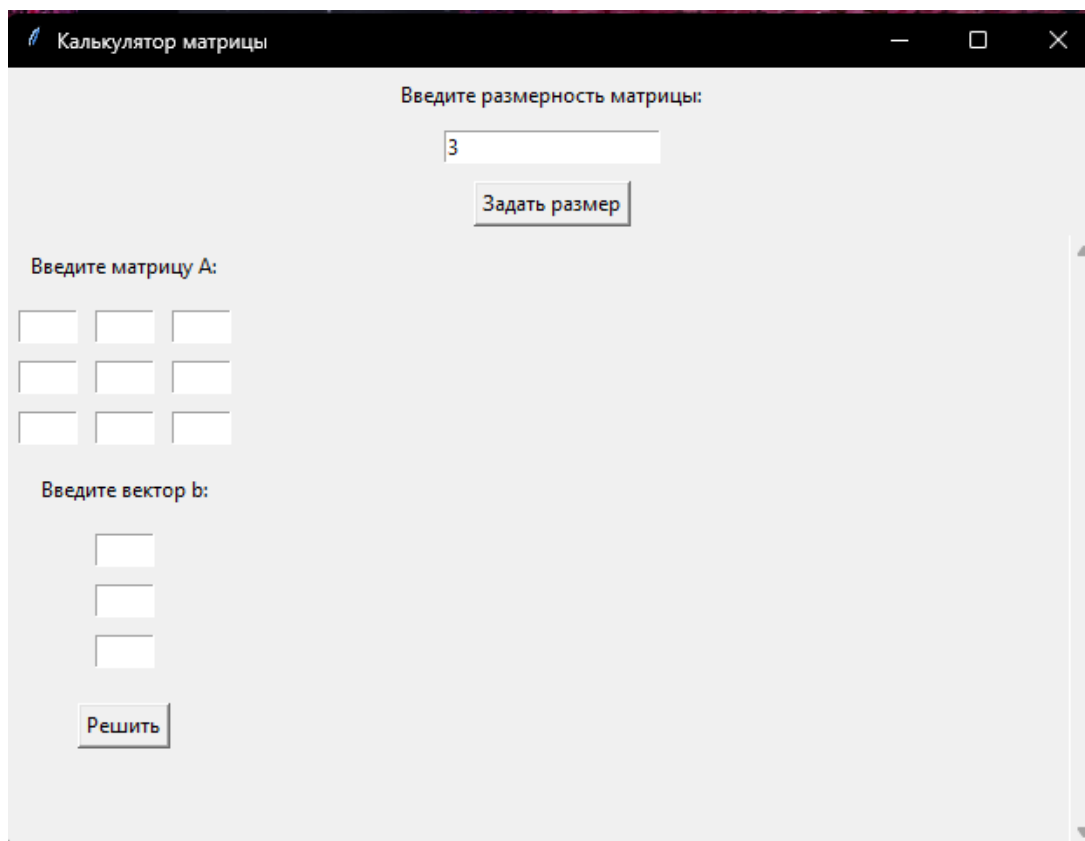 Калькулятор матрицы
Введите размерность матрицы:
3
Задать размер
Введите матрицу A:
Введите вектор b:
Решить